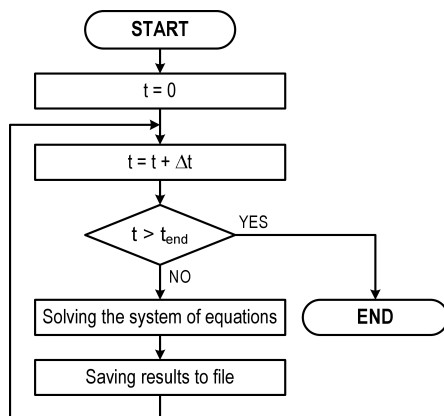 START
t = 0
t = t + Δt
t > t_end
YES
NO
Solving the system of equations
END
Saving results to file